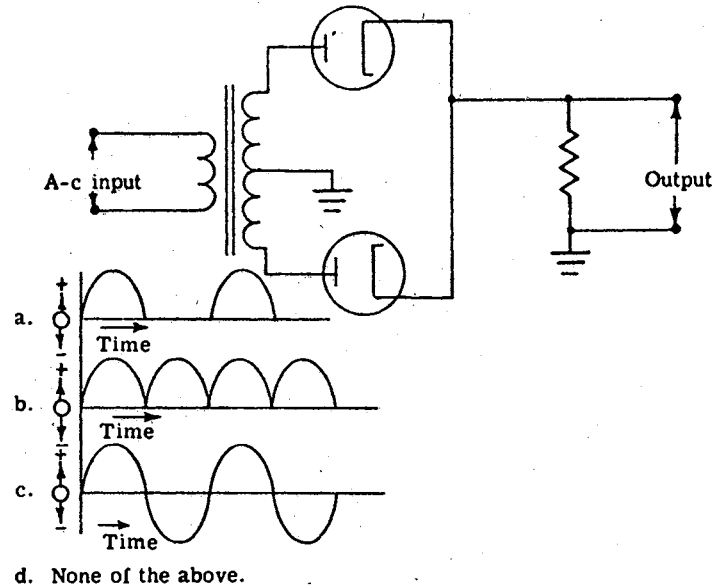 A-c input
Output
a.
+
-
Time
b.
+
-
Time
c.
+
-
Time
d. None of the above.